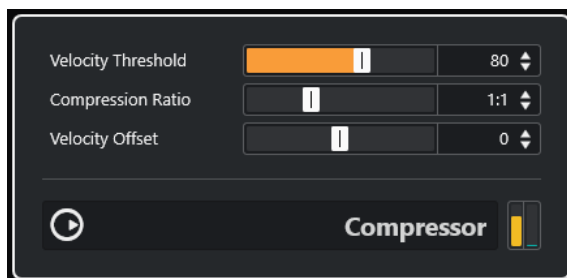 Velocity Threshold 80
Compression Ratio 1:1
Velocity Offset 0
Compressor